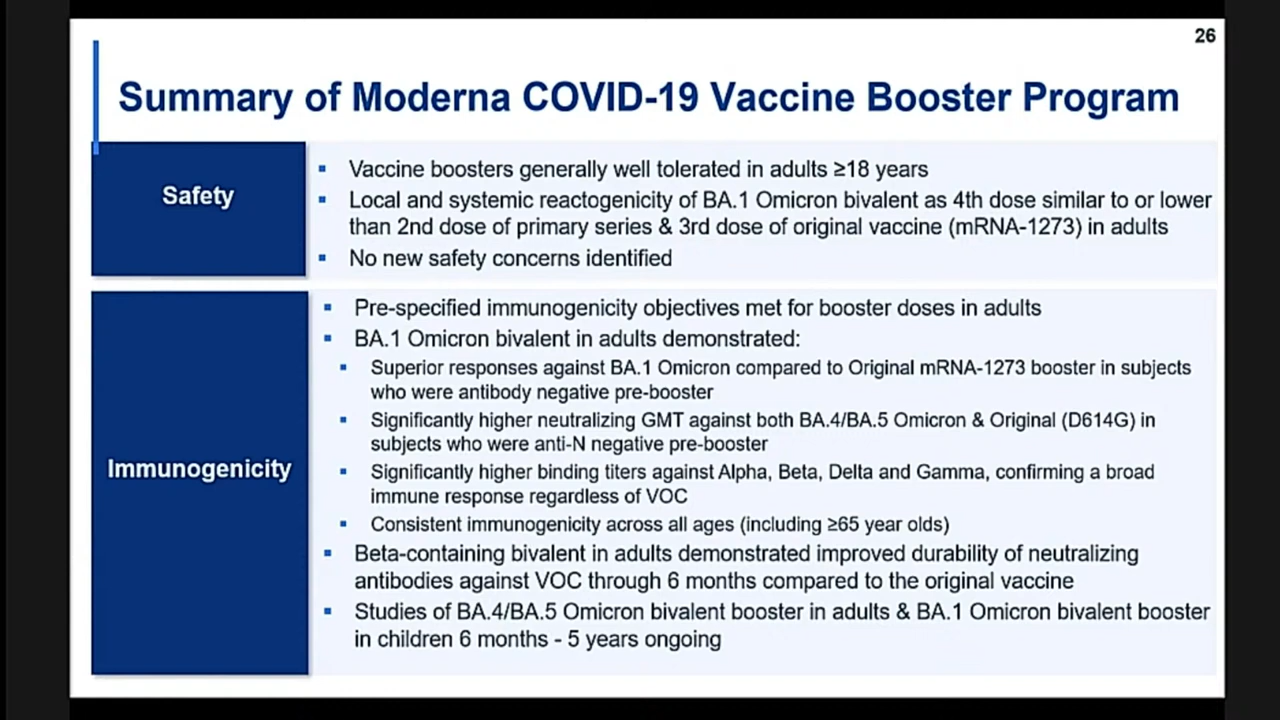 26
Summary of Moderna COVID-19 Vaccine Booster Program
Safety
▪ Vaccine boosters generally well tolerated in adults ≥18 years
▪ Local and systemic reactogenicity of BA.1 Omicron bivalent as 4th dose similar to or lower
than 2nd dose of primary series & 3rd dose of original vaccine (mRNA-1273) in adults
▪ No new safety concerns identified
Immunogenicity
▪ Pre-specified immunogenicity objectives met for booster doses in adults
▪ BA.1 Omicron bivalent in adults demonstrated:
▪ Superior responses against BA.1 Omicron compared to Original mRNA-1273 booster in subjects
who were antibody negative pre-booster
▪ Significantly higher neutralizing GMT against both BA.4/BA.5 Omicron & Original (D614G) in
subjects who were anti-N negative pre-booster
▪ Significantly higher binding titers against Alpha, Beta, Delta and Gamma, confirming a broad
immune response regardless of VOC
▪ Consistent immunogenicity across all ages (including ≥65 year olds)
▪ Beta-containing bivalent in adults demonstrated improved durability of neutralizing
antibodies against VOC through 6 months compared to the original vaccine
▪ Studies of BA.4/BA.5 Omicron bivalent booster in adults & BA.1 Omicron bivalent booster
in children 6 months - 5 years ongoing